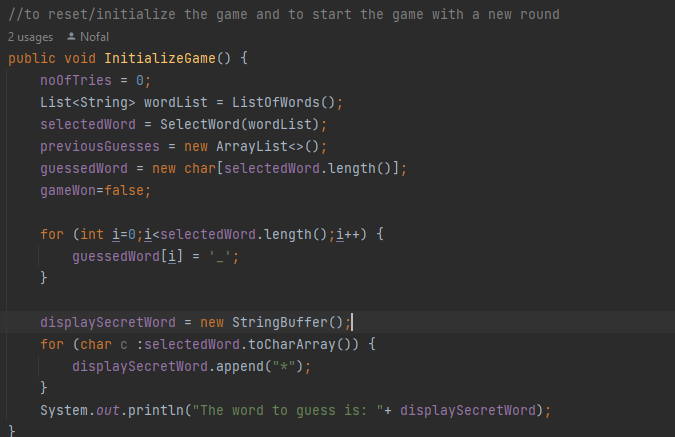 //to reset/initialize the game and to start the game with a new round
2 usages Nofal
public void InitializeGame() {
noOfTries = 0;
List<String> wordList = ListOfWords();
selectedWord = SelectWord(wordList);
previousGuesses = new ArrayList<>();
guessedWord = new char[selectedWord.length()];
gameWon=false;
for (int i=0;i<selectedWord.length();i++) {
guessedWord[i] = '_';
}
displaySecretWord = new StringBuffer();
for (char c :selectedWord.toCharArray()) {
displaySecretWord.append("*");
}
System.out.println("The word to guess is: "+ displaySecretWord);
}